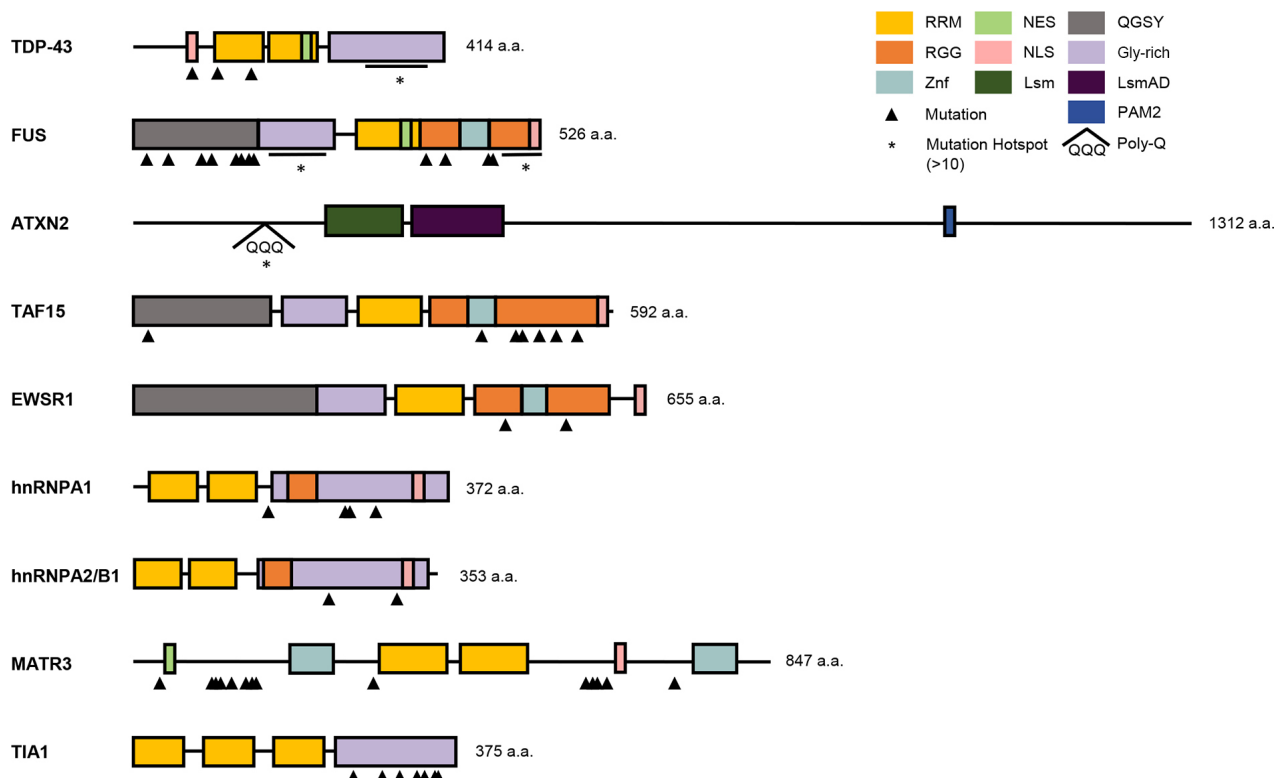 TDP-43
414 a.a.
*
RRM
NES
QGSY
RGG
NLS
Gly-rich
Znf
Lsm
LsmAD
Mutation
PAM2
* Mutation Hotspot
(>10)
QQQ
Poly-Q
FUS
526 a.a.
*
*
ATXN2
QQQ
*
1312 a.a.
TAF15
592 a.a.
EWSR1
655 a.a.
hnRNPA1
372 a.a.
hnRNPA2/B1
353 a.a.
MATR3
847 a.a.
TIA1
375 a.a.